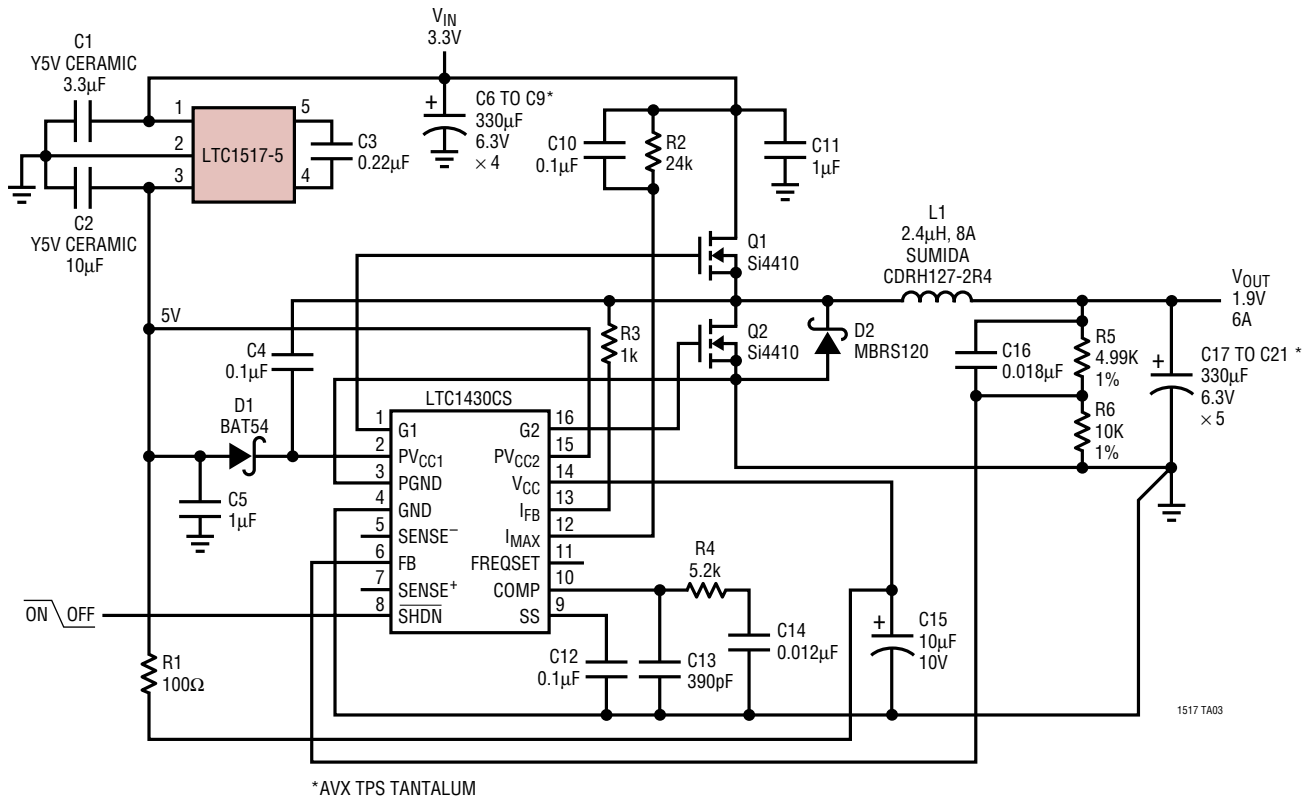 VIN
3.3V
C1
Y5V CERAMIC
3.3µF
1
2
3
LTC1517-5
5
4
C3
0.22µF
C2
Y5V CERAMIC
10µF
+
C6 TO C9*
330µF
6.3V
× 4
C10
0.1µF
R2
24k
C11
1µF
Q1
Si4410
L1
2.4µH, 8A
SUMIDA
CDRH127-2R4
VOUT
1.9V
6A
5V
C4
0.1µF
R3
1k
Q2
Si4410
D2
MBRS120
C16
0.018µF
R5
4.99K
1%
R6
10K
1%
+
C17 TO C21 *
330µF
6.3V
× 5
D1
BAT54
C5
1µF
LTC1430CS
1 G1 G2 16
2 PVCC1 PVCC2 15
3 PGND VCC 14
4 GND IFB 13
5 SENSE– IMAX 12
6 FB FREQSET 11
7 SENSE+ COMP 10
8 SHDN SS 9
ON OFF
R4
5.2k
C12
0.1µF
C13
390pF
C14
0.012µF
+
C15
10µF
10V
R1
100Ω
1517 TA03
*AVX TPS TANTALUM